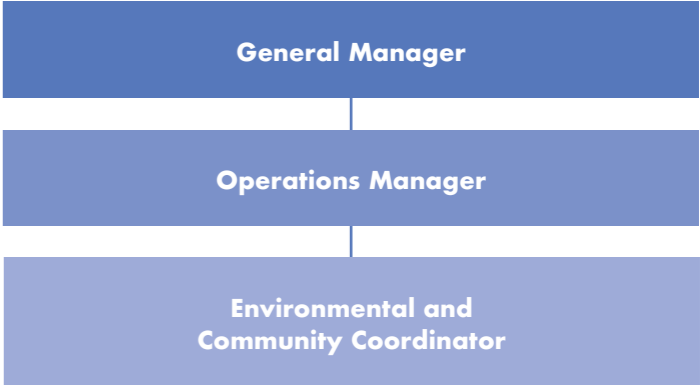 General Manager
Operations Manager
Environmental and
Community Coordinator